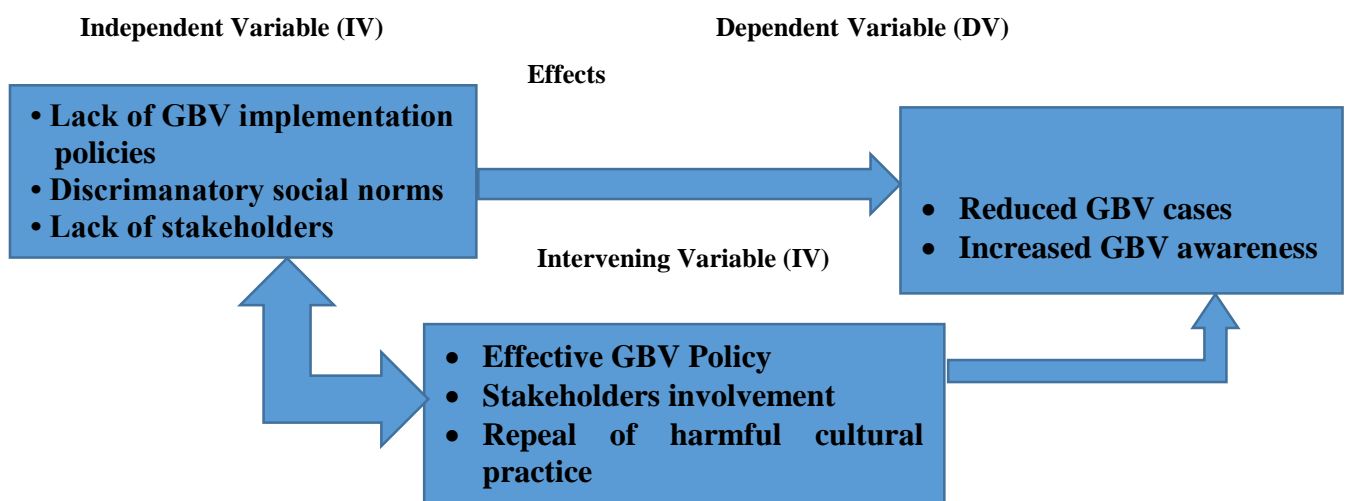 Independent Variable (IV)
Dependent Variable (DV)
Effects
• Lack of GBV implementation
policies
• Discrimanatory social norms
• Lack of stakeholders
• Reduced GBV cases
• Increased GBV awareness
Intervening Variable (IV)
• Effective GBV Policy
• Stakeholders involvement
• Repeal of harmful cultural
practice